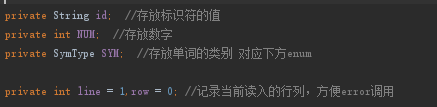 private String id;  //存放标识符的值
private int NUM;  //存放数字
private SymType SYM;  //存放单词的类别 对应下方enum
private int line = 1,row = 0; //记录当前读入的行列，方便error调用